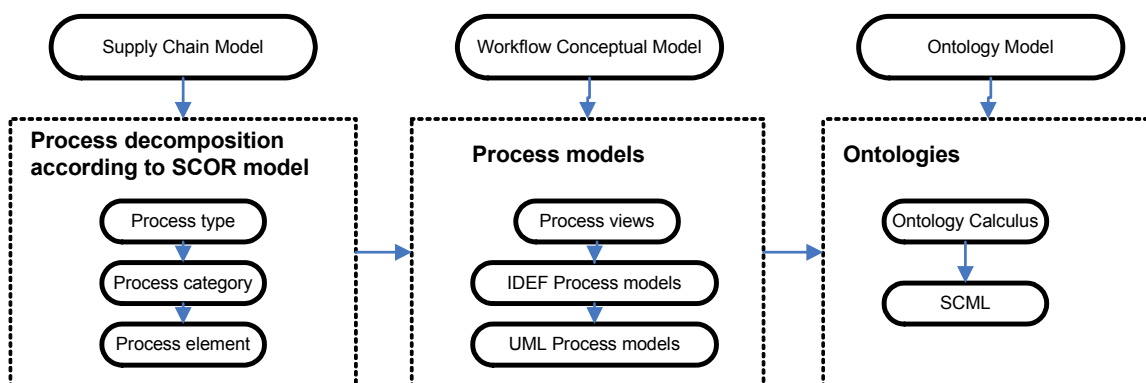 Supply Chain Model
Workflow Conceptual Model
Ontology Model
Process decomposition
according to SCOR model
Process type
Process category
Process element
Process models
Process views
IDEF Process models
UML Process models
Ontologies
Ontology Calculus
SCML